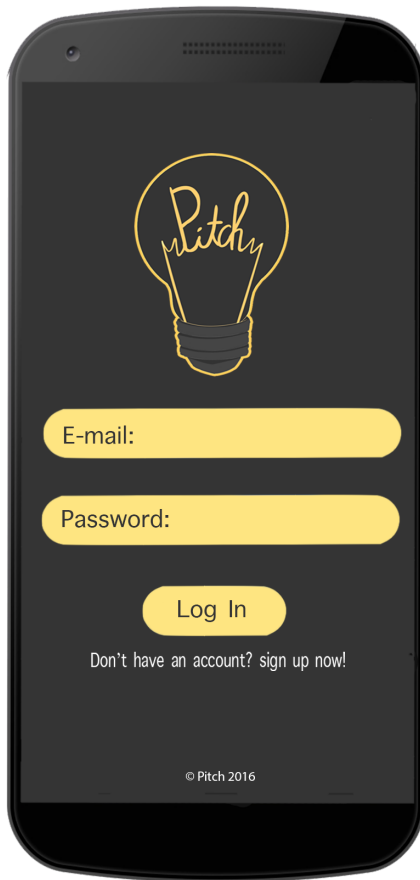 Pitch
E-mail:
Password:
Log In
Don't have an account? sign up now!
© Pitch 2016